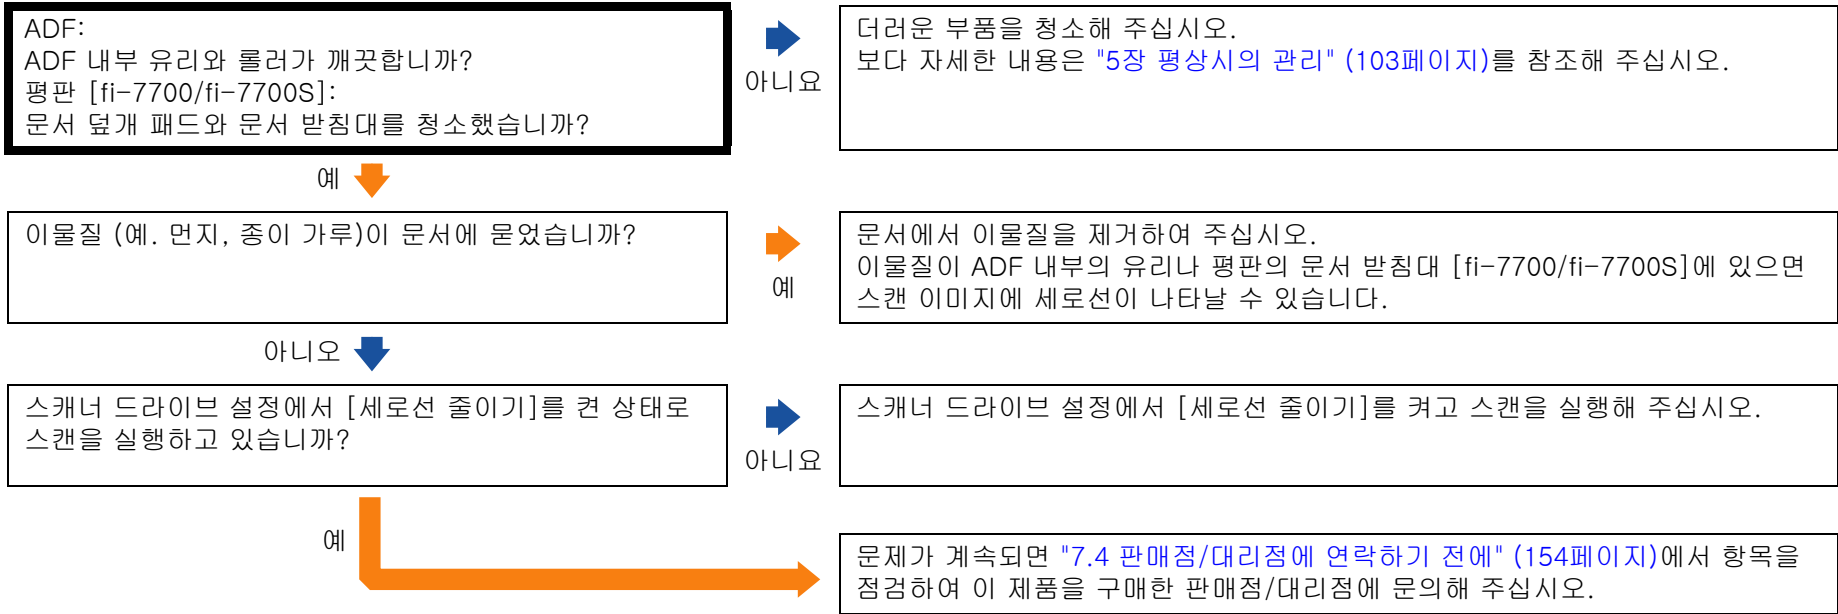 ADF:
ADF 내부 유리와 롤러가 깨끗합니까?
평판 [fi-7700/fi-7700S]:
문서 덮개 패드와 문서 받침대를 청소했습니까?
아니요
더러운 부품을 청소해 주십시오.
보다 자세한 내용은 "5장 평상시의 관리" (103페이지)를 참조해 주십시오.
예
이물질 (예. 먼지, 종이 가루)이 문서에 묻었습니까?
예
문서에서 이물질을 제거하여 주십시오.
이물질이 ADF 내부의 유리나 평판의 문서 받침대 [fi-7700/fi-7700S]에 있으면
스캔 이미지에 세로선이 나타날 수 있습니다.
아니오
스캐너 드라이브 설정에서 [세로선 줄이기]를 켠 상태로
스캔을 실행하고 있습니까?
아니요
스캐너 드라이브 설정에서 [세로선 줄이기]를 켜고 스캔을 실행해 주십시오.
예
문제가 계속되면 "7.4 판매점/대리점에 연락하기 전에" (154페이지)에서 항목을
점검하여 이 제품을 구매한 판매점/대리점에 문의해 주십시오.